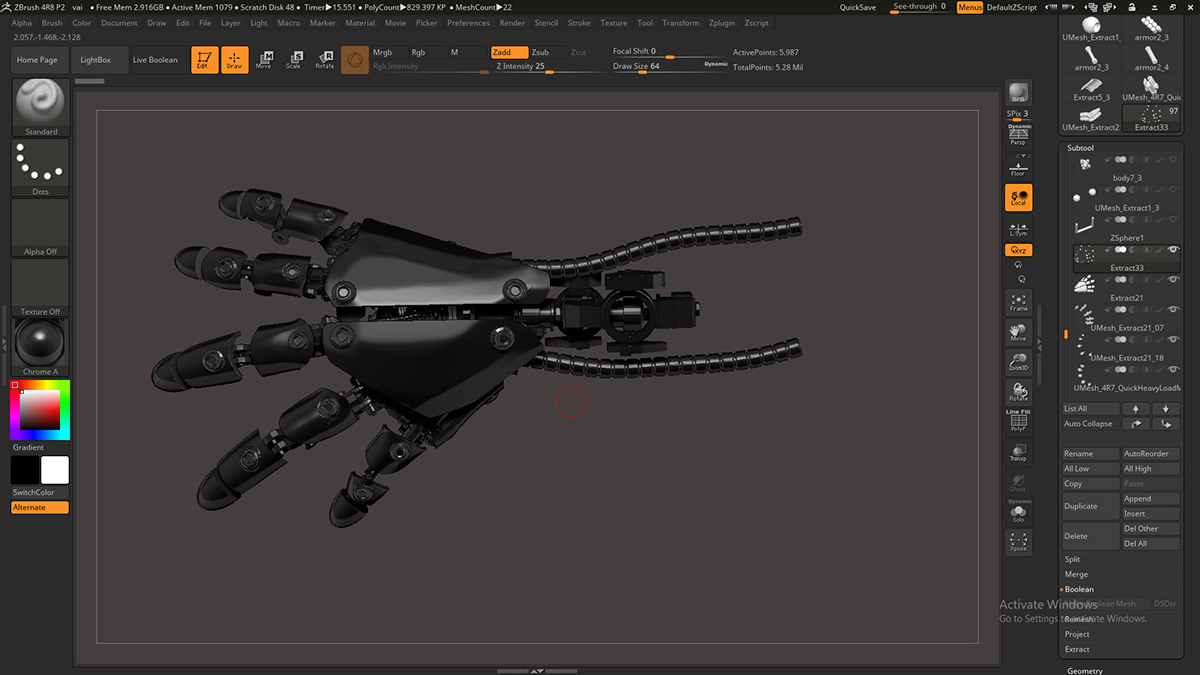 ZBrush 4R8 P2 vai • Free Mem 2.916GB • Active Mem 1079 • Scratch Disk 48 • Timer▶15.551 • PolyCount▶829.397 KP • MeshCount▶22 QuickSave See-through 0 Menus DefaultZScript
Alpha Brush Color Document Draw Edit File Layer Light Macro Marker Material Movie Picker Preferences Render Stencil Stroke Texture Tool Transform Zplugin Zscript
2.057,-1.468,-2.128
Home Page LightBox Live Boolean Edit Draw Move Scale Rotate
Mrgb Rgb M Zadd Zsub Zcut Focal Shift 0 ActivePoints: 5,987
Rgb Intensity Z Intensity 25 Draw Size 64 Dynamic TotalPoints: 5.28 Mil
Standard
Dots
Alpha Off
Texture Off
Chrome A
Gradient
SwitchColor
Alternate
BPR
SPix 3
Dynamic
Persp
Floor
Local
L.Sym
XYZ
Frame
Move
Zoom3D
Rotate
Line Fill
PolyF
Transp
Ghost
Dynamic
Solo
Xpose
UMesh_Extract1_ armor2_3
armor2_3 armor2_4
Extract5_3 UMesh_4R7_Quic
97
UMesh_Extract2 Extract33
Subtool
body7_3
UMesh_Extract1_3
ZSphere1
Extract33
Extract21
UMesh_Extract21_07
UMesh_Extract21_18
UMesh_4R7_QuickHeavyLoadM
List All
Auto Collapse
Rename AutoReorder
All Low All High
Copy Paste
Duplicate Append
Insert
Delete Del Other
Del All
Split
Merge
Boolean
Boolean Mesh DSDiv
Activate Windows
Remesh
Go to Settings to activate Windows.
Project
Extract
Geometry